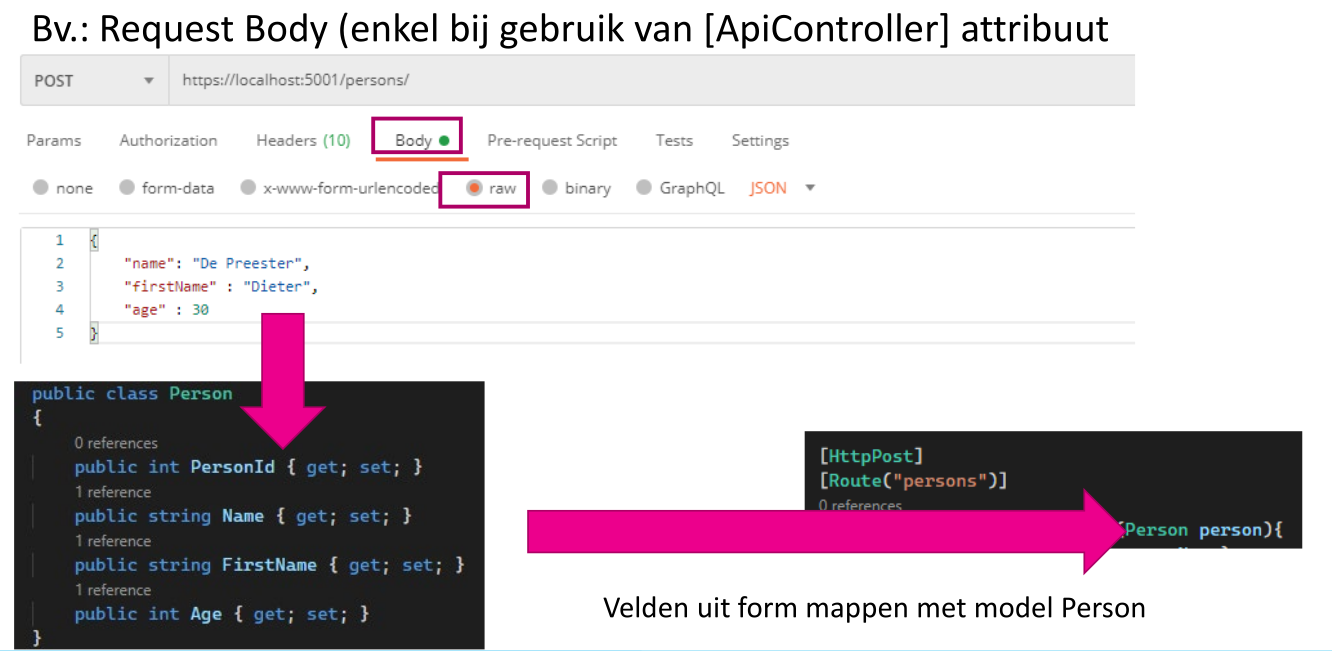 Bv.: Request Body (enkel bij gebruik van [ApiController] attribuut
POST https://localhost:5001/persons/
Params Authorization Headers (10) Body Pre-request Script Tests Settings
none form-data x-www-form-urlencoded raw binary GraphQL JSON
1 {
2 "name": "De Preester",
3 "firstName" : "Dieter",
4 "age" : 30
5 }
public class Person
{
0 references
public int PersonId { get; set; }
1 reference
public string Name { get; set; }
1 reference
public string FirstName { get; set; }
1 reference
public int Age { get; set; }
}
[HttpPost]
[Route("persons")]
0 references
(Person person){
Velden uit form mappen met model Person